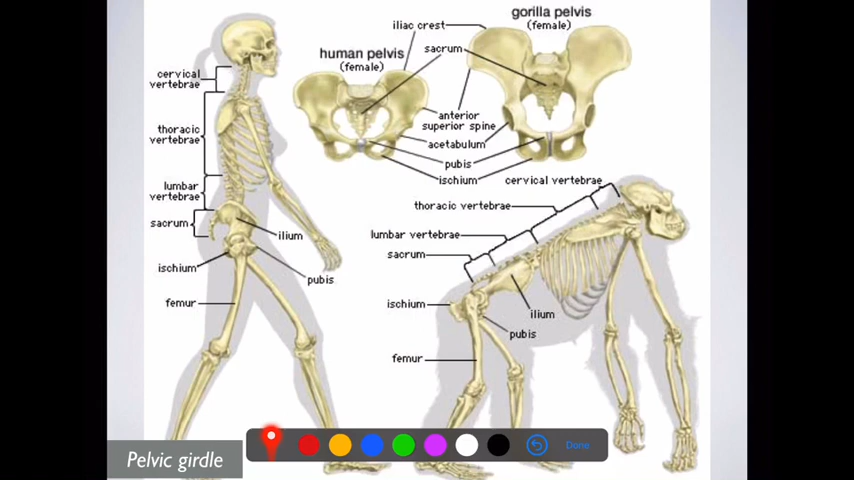 iliac crest
gorilla pelvis
(female)
human pelvis
(female)
sacrum
cervical
vertebrae
anterior
superior spine
thoracic
vertebrae
acetabulum
pubis
ischium
cervical vertebrae
lumbar
vertebrae
thoracic vertebrae
sacrum
ilium
lumbar vertebrae
sacrum
ischium
pubis
femur
ischium
ilium
pubis
femur
Done
Pelvic girdle